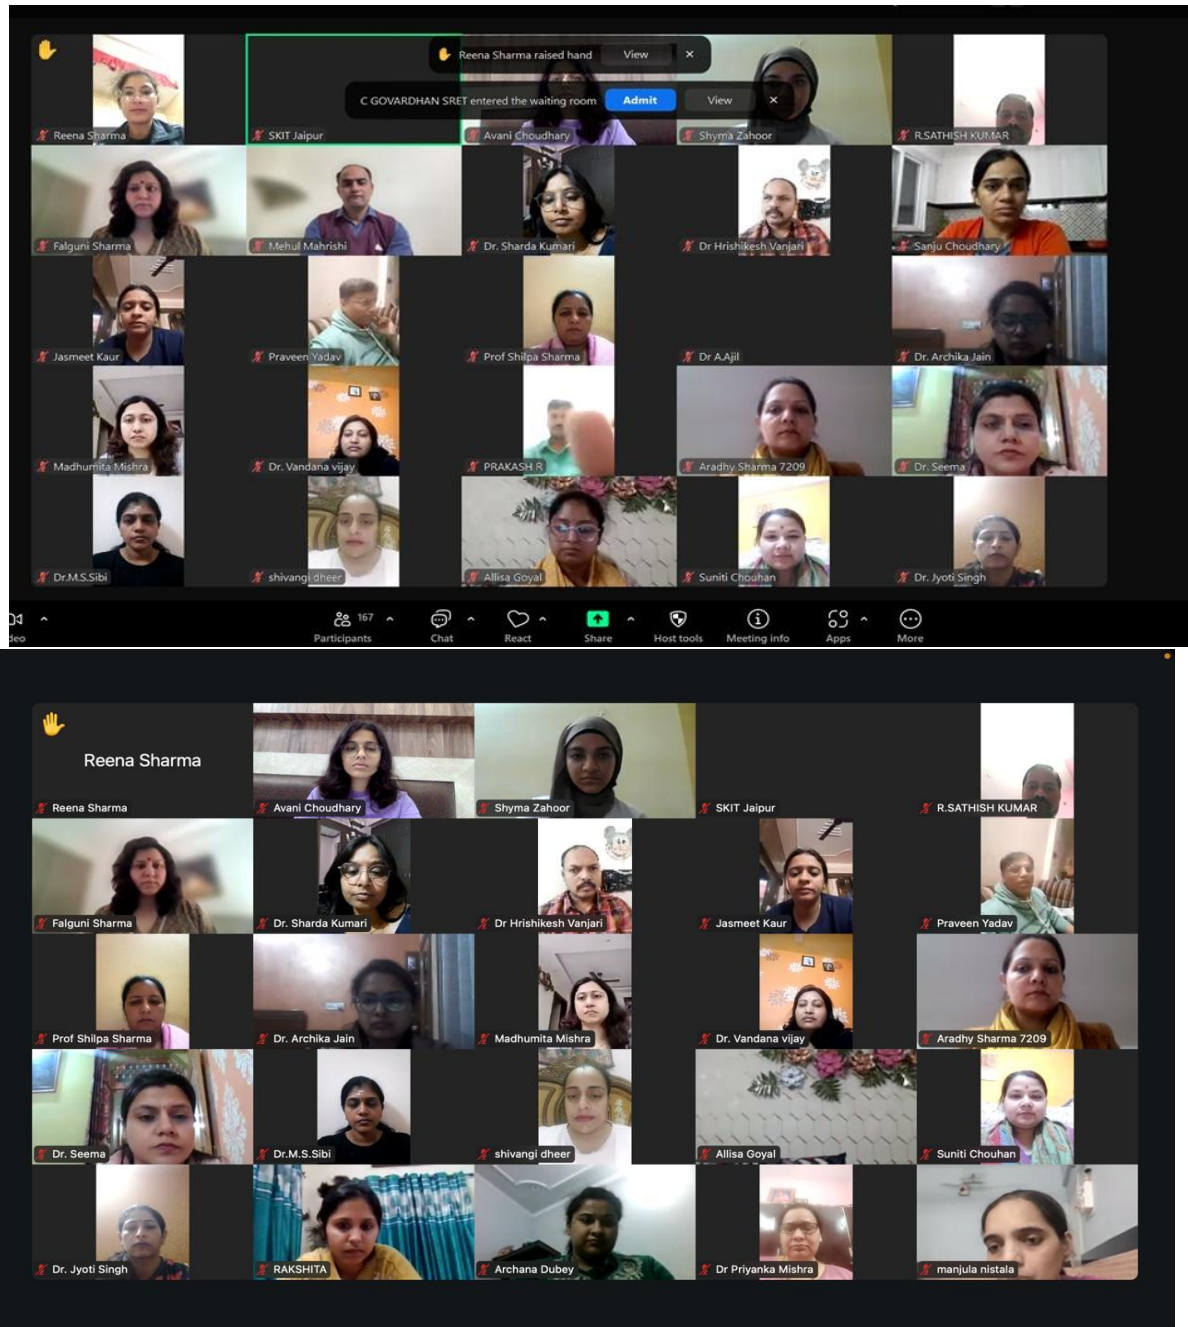 Reena Sharma raised hand View ×
C GOVARDHAN SRET entered the waiting room Admit View ×
Reena Sharma
SKIT Jaipur
Avani Choudhary
Shyma Zahoor
R.SATHISH KUMAR
Falguni Sharma
Mehul Mahrishi
Dr. Sharda Kumari
Dr Hrishikesh Vanjari
Sanju Choudhary
Jasmeet Kaur
Praveen Yadav
Prof Shilpa Sharma
Dr A.Ajil
Dr. Archika Jain
Madhumita Mishra
Dr. Vandana vijay
PRAKASH R
Aradhy Sharma 7209
Dr. Seema
Dr.M.S.Sibi
shivangi dheer
Allisa Goyal
Suniti Chouhan
Dr. Jyoti Singh
deo
167
Participants
Chat
React
Share
Host tools
Meeting info
Apps
More
Reena Sharma
Reena Sharma
Avani Choudhary
Shyma Zahoor
SKIT Jaipur
R.SATHISH KUMAR
Falguni Sharma
Dr. Sharda Kumari
Dr Hrishikesh Vanjari
Jasmeet Kaur
Praveen Yadav
Prof Shilpa Sharma
Dr. Archika Jain
Madhumita Mishra
Dr. Vandana vijay
Aradhy Sharma 7209
Dr. Seema
Dr.M.S.Sibi
shivangi dheer
Allisa Goyal
Suniti Chouhan
Dr. Jyoti Singh
RAKSHITA
Archana Dubey
Dr Priyanka Mishra
manjula nistala